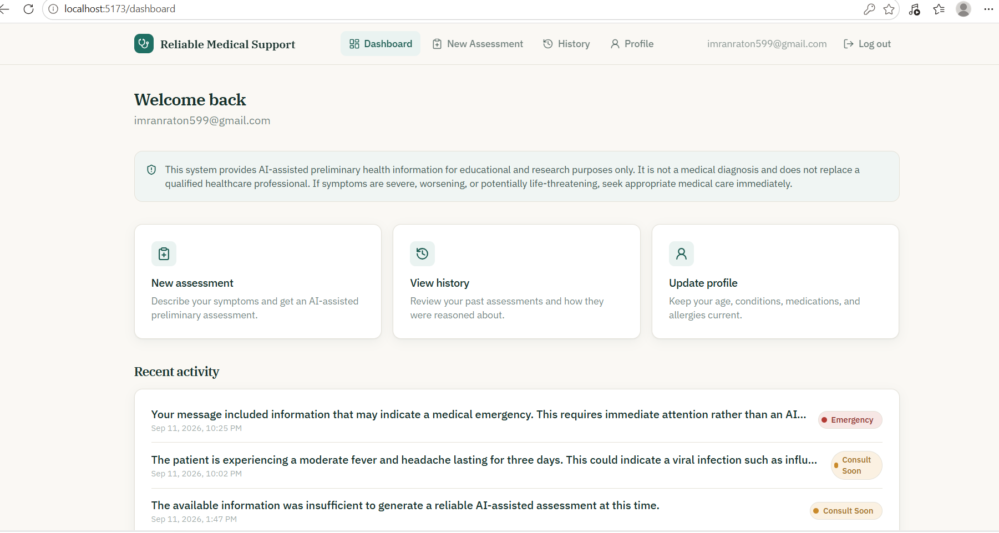 localhost:5173/dashboard
Reliable Medical Support
Dashboard
New Assessment
History
Profile
imranraton599@gmail.com
Log out
Welcome back
imranraton599@gmail.com
This system provides AI-assisted preliminary health information for educational and research purposes only. It is not a medical diagnosis and does not replace a
qualified healthcare professional. If symptoms are severe, worsening, or potentially life-threatening, seek appropriate medical care immediately.
New assessment
Describe your symptoms and get an AI-assisted
preliminary assessment.
View history
Review your past assessments and how they
were reasoned about.
Update profile
Keep your age, conditions, medications, and
allergies current.
Recent activity
Your message included information that may indicate a medical emergency. This requires immediate attention rather than an AI...
Sep 11, 2026, 10:25 PM
Emergency
The patient is experiencing a moderate fever and headache lasting for three days. This could indicate a viral infection such as influ...
Sep 11, 2026, 10:02 PM
Consult
Soon
The available information was insufficient to generate a reliable AI-assisted assessment at this time.
Sep 11, 2026, 1:47 PM
Consult Soon